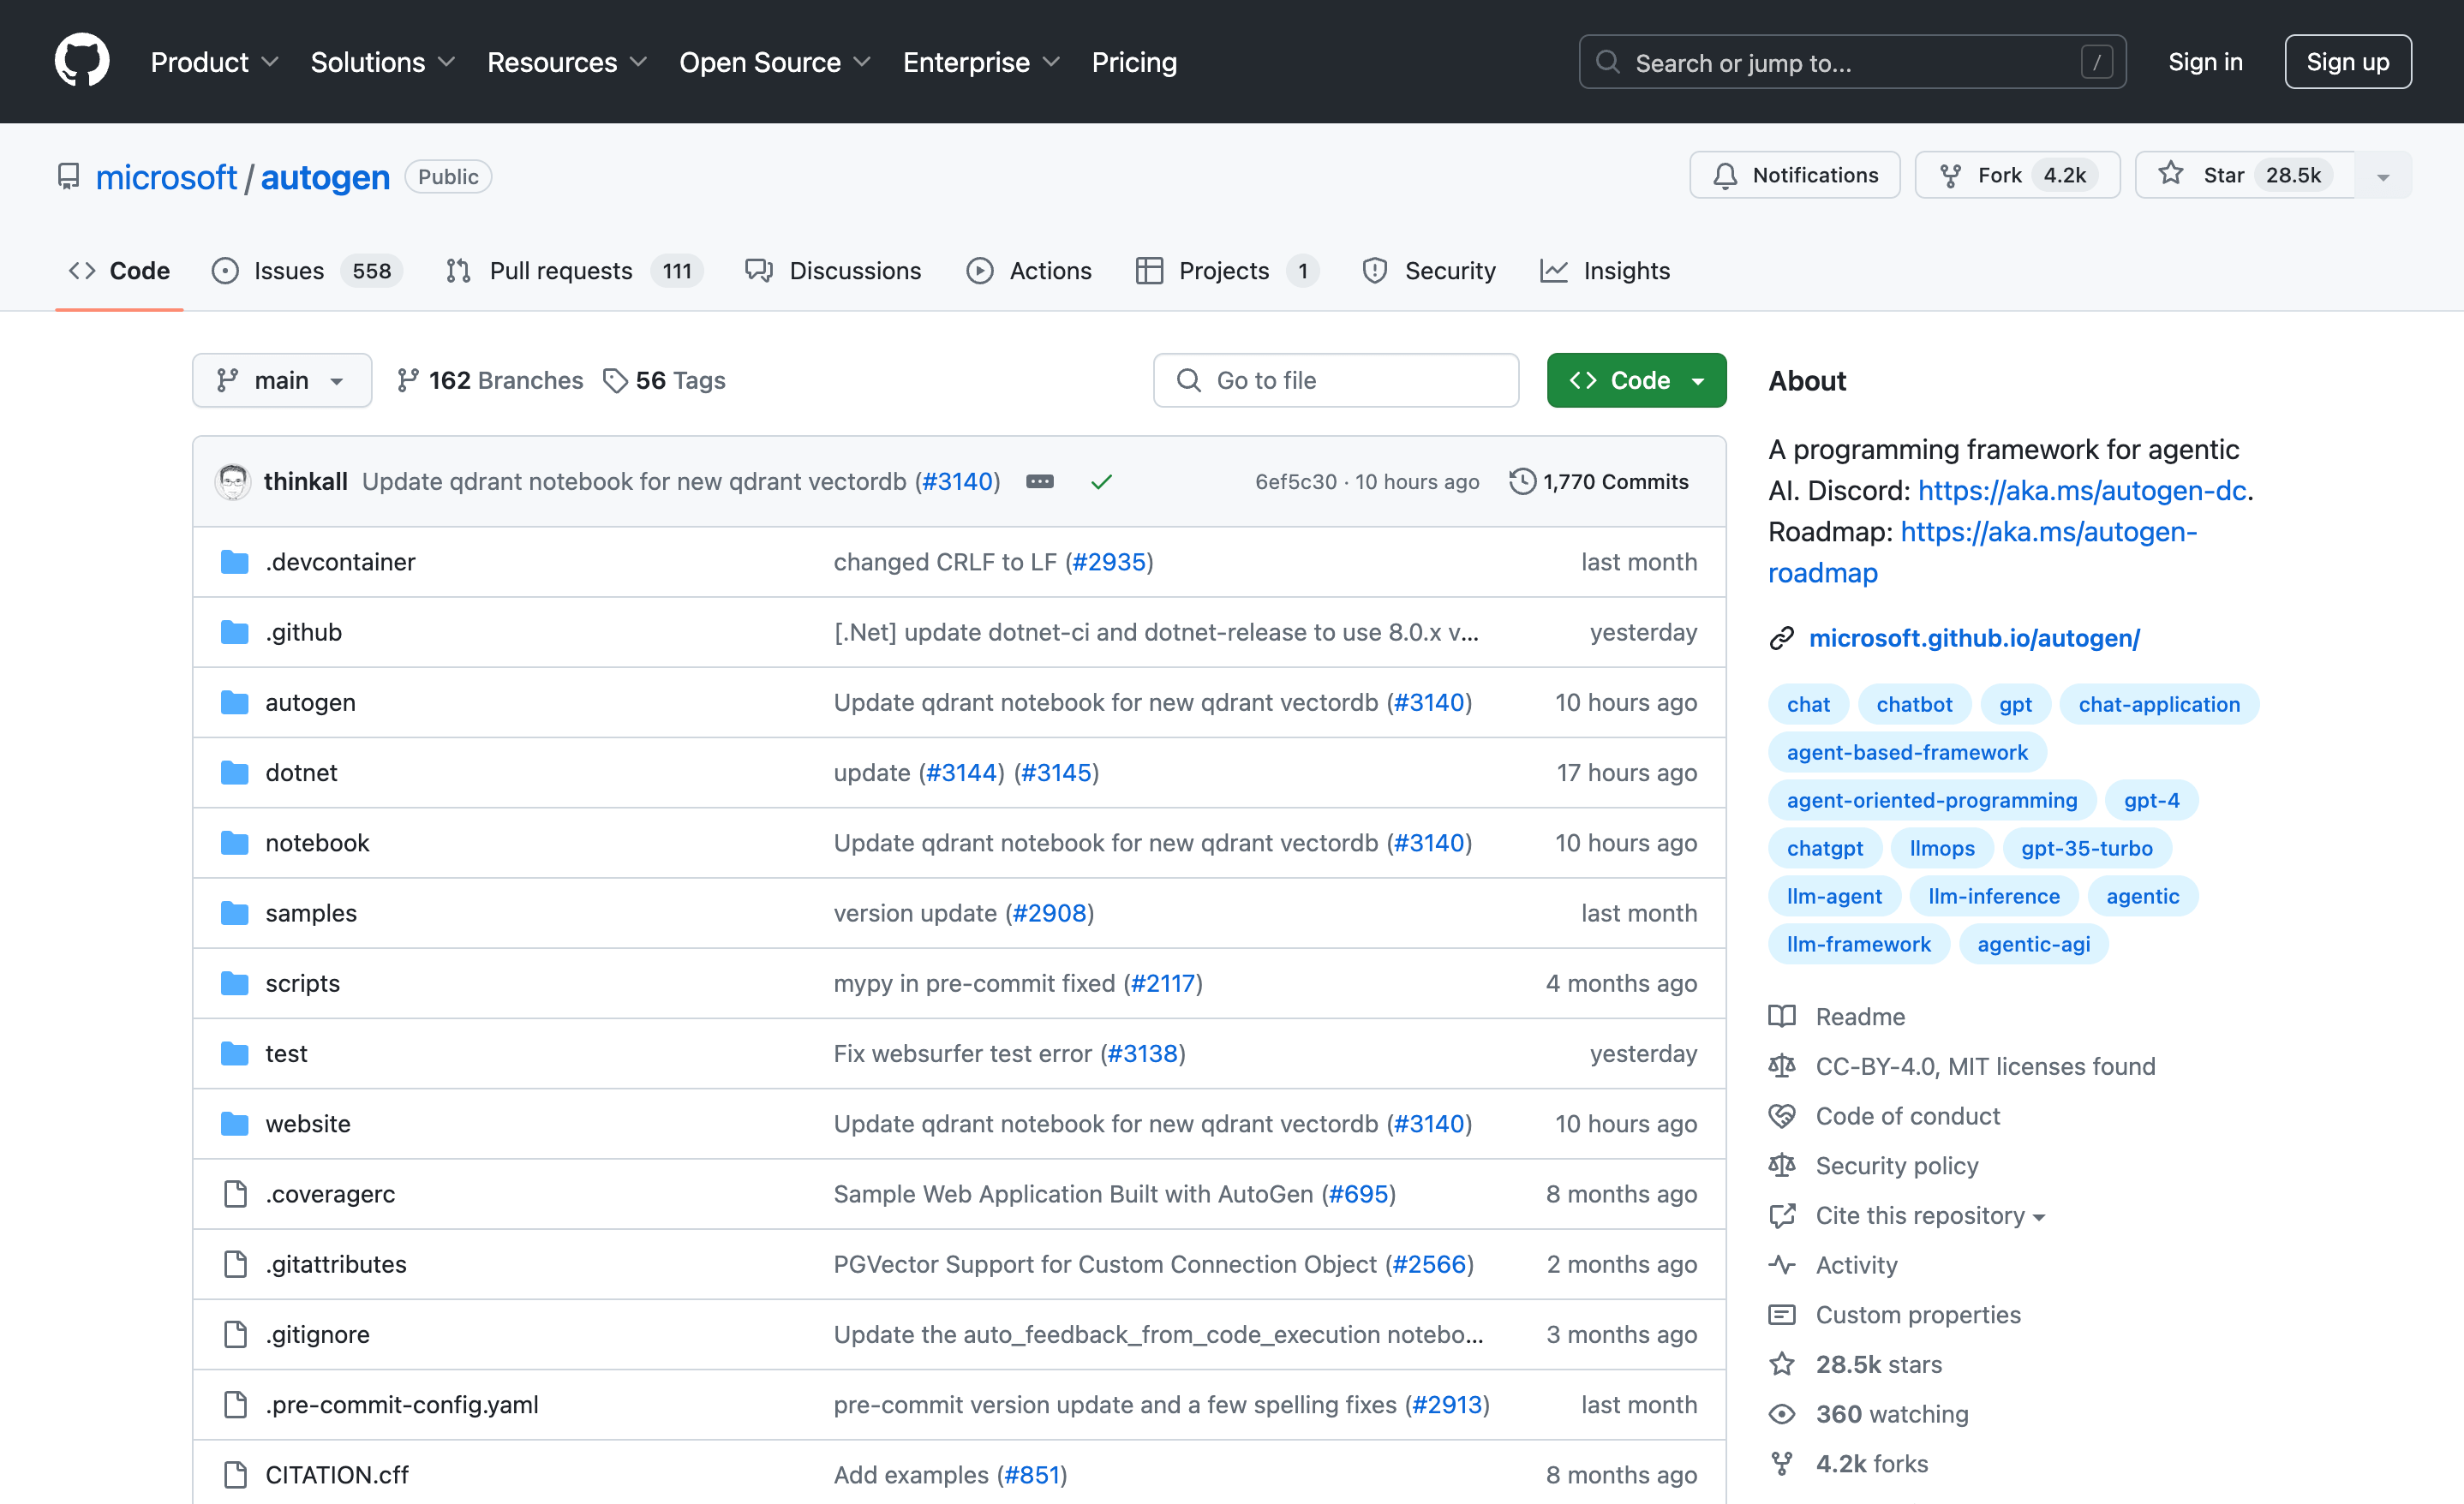 Product Solutions Resources Open Source Enterprise Pricing Search or jump to... / Sign in Sign up
microsoft / autogen Public Notifications Fork 4.2k Star 28.5k
Code Issues 558 Pull requests 111 Discussions Actions Projects 1 Security Insights
main 162 Branches 56 Tags Go to file Code
thinkall Update qdrant notebook for new qdrant vectordb (#3140) 6ef5c30 · 10 hours ago 1,770 Commits
.devcontainer changed CRLF to LF (#2935) last month
.github [.Net] update dotnet-ci and dotnet-release to use 8.0.x v... yesterday
autogen Update qdrant notebook for new qdrant vectordb (#3140) 10 hours ago
dotnet update (#3144) (#3145) 17 hours ago
notebook Update qdrant notebook for new qdrant vectordb (#3140) 10 hours ago
samples version update (#2908) last month
scripts mypy in pre-commit fixed (#2117) 4 months ago
test Fix websurfer test error (#3138) yesterday
website Update qdrant notebook for new qdrant vectordb (#3140) 10 hours ago
.coveragerc Sample Web Application Built with AutoGen (#695) 8 months ago
.gitattributes PGVector Support for Custom Connection Object (#2566) 2 months ago
.gitignore Update the auto_feedback_from_code_execution notebo... 3 months ago
.pre-commit-config.yaml pre-commit version update and a few spelling fixes (#2913) last month
CITATION.cff Add examples (#851) 8 months ago
About
A programming framework for agentic
AI. Discord: https://aka.ms/autogen-dc.
Roadmap: https://aka.ms/autogen-
roadmap
microsoft.github.io/autogen/
chat chatbot gpt chat-application
agent-based-framework
agent-oriented-programming gpt-4
chatgpt llmops gpt-35-turbo
llm-agent llm-inference agentic
llm-framework agentic-agi
Readme
CC-BY-4.0, MIT licenses found
Code of conduct
Security policy
Cite this repository
Activity
Custom properties
28.5k stars
360 watching
4.2k forks